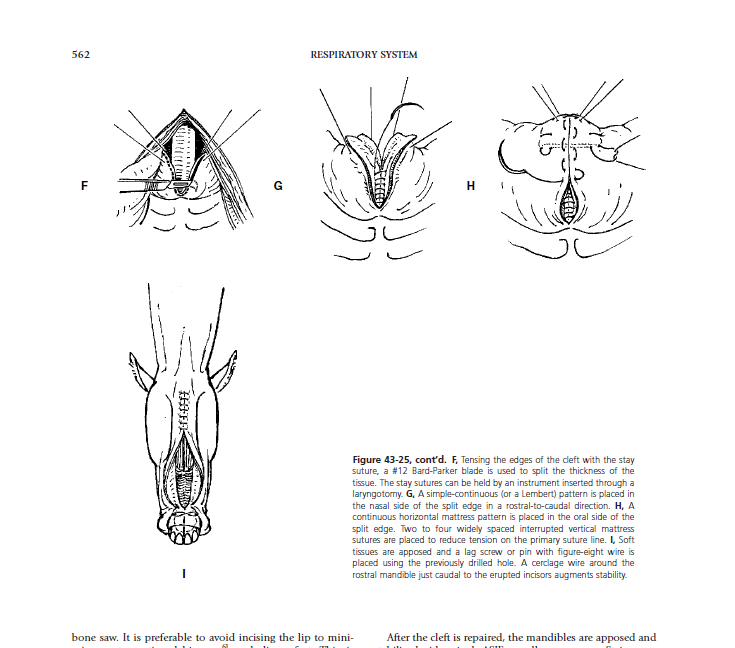 562
RESPIRATORY SYSTEM
F
G
H
I
Figure 43-25, cont'd. F, Tensing the edges of the cleft with the stay
suture, a #12 Bard-Parker blade is used to split the thickness of the
tissue. The stay sutures can be held by an instrument inserted through a
laryngotomy. G, A simple-continuous (or a Lembert) pattern is placed in
the nasal side of the split edge in a rostral-to-caudal direction. H, A
continuous horizontal mattress pattern is placed in the oral side of the
split edge. Two to four widely spaced interrupted vertical mattress
sutures are placed to reduce tension on the primary suture line. I, Soft
tissues are apposed and a lag screw or pin with figure-eight wire is
placed using the previously drilled hole. A cerclage wire around the
rostral mandible just caudal to the erupted incisors augments stability.
bone saw. It is preferable to avoid incising the lip to mini-
After the cleft is repaired, the mandibles are apposed and